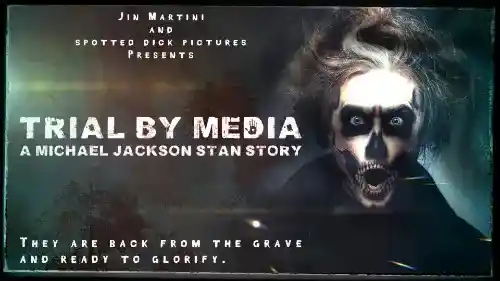 Jin Martini
and
spotted dick pictures
Presents
TRIAL BY MEDIA
A MICHAEL JACKSON STAN STORY
They are back from the grave
and ready to glorify.